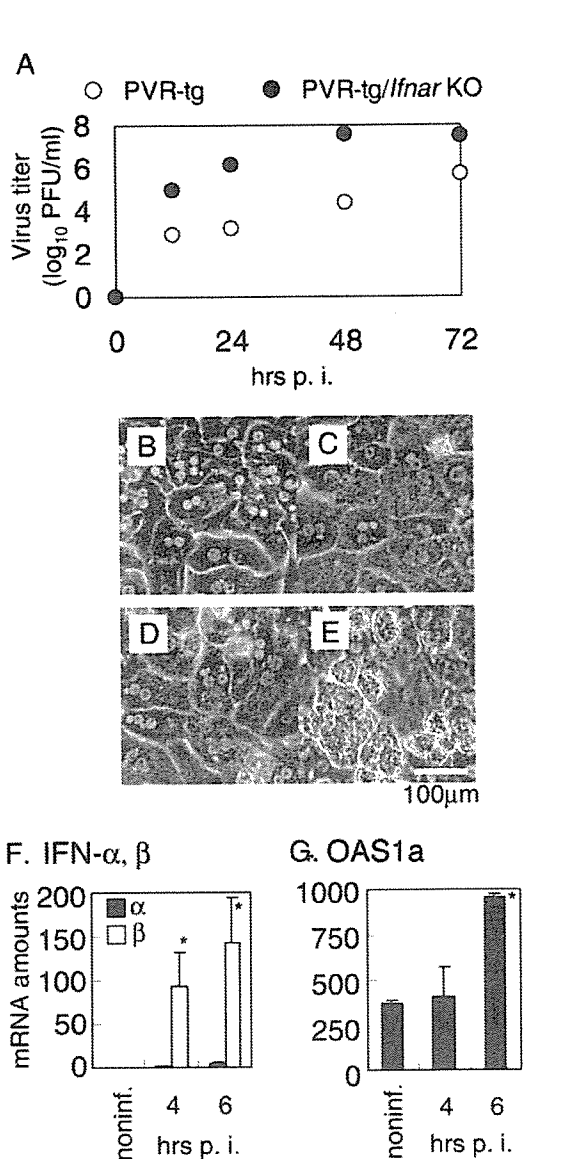 A
PVR-tg PVR-tg/Ifnar KO
Virus titer
(log10 PFU/ml)
8
6
4
2
0
0 24 48 72
hrs p. i.
B C
D E
100μm
F. IFN-α, β
mRNA amounts
200
150
100
50
0
α
β
*
*
noninf. 4 6
hrs p. i.
G. OAS1a
1000
750
500
250
0
*
noninf. 4 6
hrs p. i.